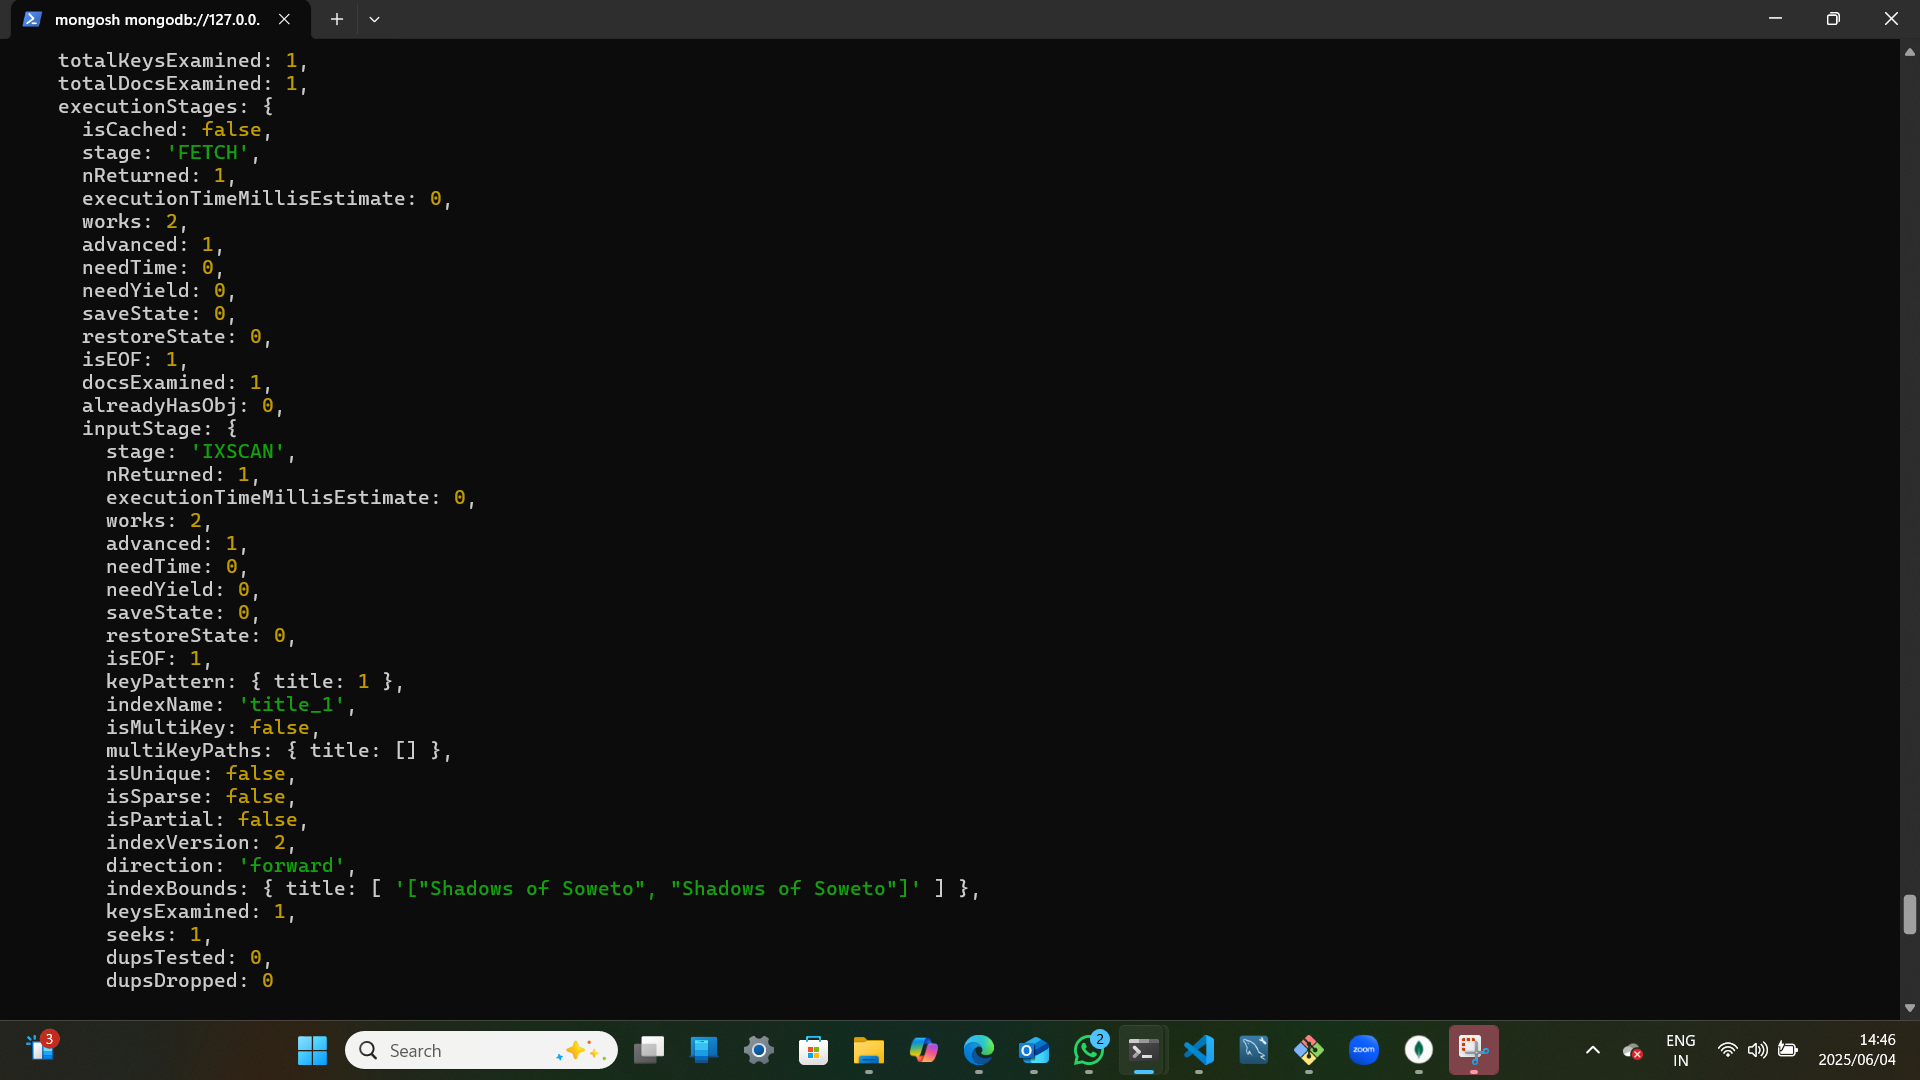 mongosh mongodb://127.0.0.
totalKeysExamined: 1,
totalDocsExamined: 1,
executionStages: {
isCached: false,
stage: 'FETCH',
nReturned: 1,
executionTimeMillisEstimate: 0,
works: 2,
advanced: 1,
needTime: 0,
needYield: 0,
saveState: 0,
restoreState: 0,
isEOF: 1,
docsExamined: 1,
alreadyHasObj: 0,
inputStage: {
stage: 'IXSCAN',
nReturned: 1,
executionTimeMillisEstimate: 0,
works: 2,
advanced: 1,
needTime: 0,
needYield: 0,
saveState: 0,
restoreState: 0,
isEOF: 1,
keyPattern: { title: 1 },
indexName: 'title_1',
isMultiKey: false,
multiKeyPaths: { title: [] },
isUnique: false,
isSparse: false,
isPartial: false,
indexVersion: 2,
direction: 'forward',
indexBounds: { title: [ '["Shadows of Soweto", "Shadows of Soweto"]' ] },
keysExamined: 1,
seeks: 1,
dupsTested: 0,
dupsDropped: 0
3
Search
2
zoom
ENG
IN
14:46
2025/06/04